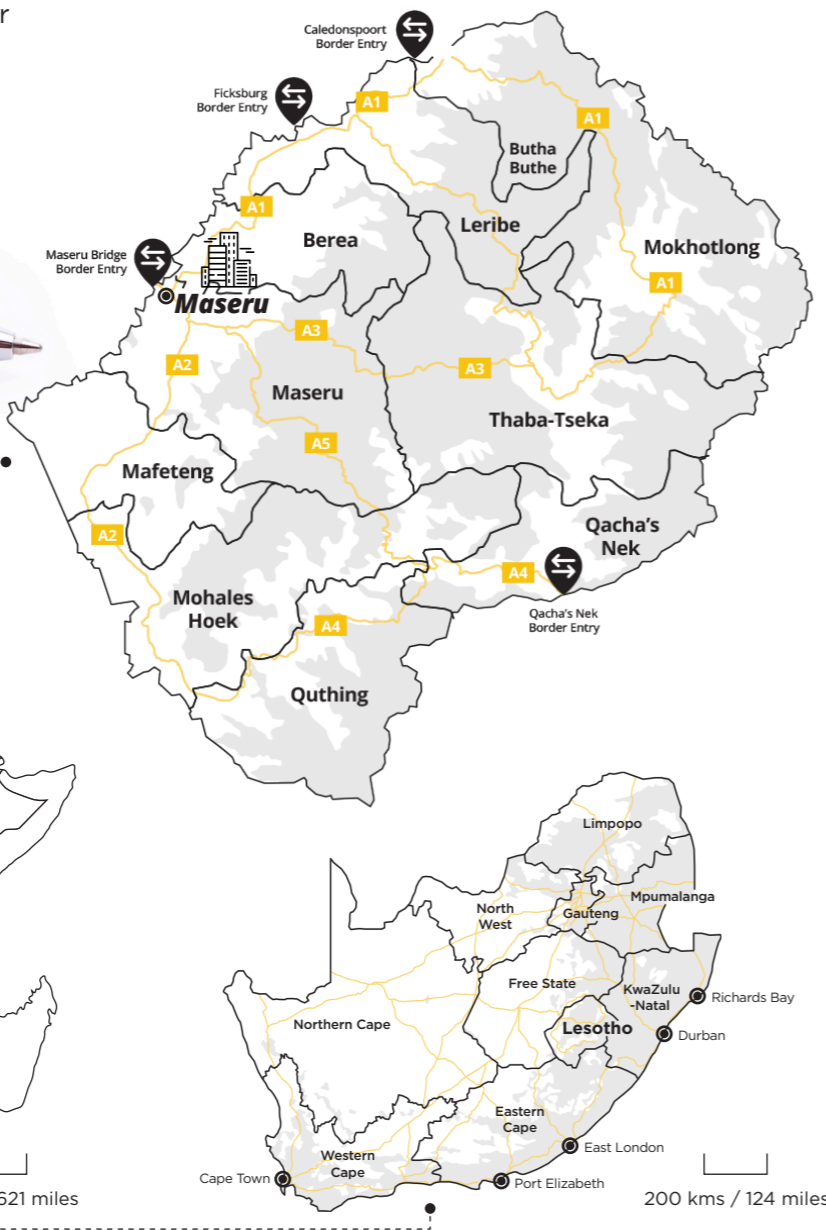 r
Caledonspoort
Border Entry
Ficksburg
Border Entry
A1
A1
Butha
Buthe
A1
Leribe
Berea
Mokhotlong
Maseru Bridge
Border Entry
A1
Maseru
A3
A2
A3
Maseru
Thaba-Tseka
A5
Mafeteng
Qacha's
Nek
A2
A4
Mohales
Hoek
Qacha's Nek
Border Entry
A4
Quthing
Limpopo
North
West
Mpumalanga
Gauteng
Free State
KwaZulu
-Natal
Richards Bay
Northern Cape
Lesotho
Durban
Eastern
Cape
East London
Western
Cape
Cape Town
Port Elizabeth
621 miles
200 kms / 124 miles